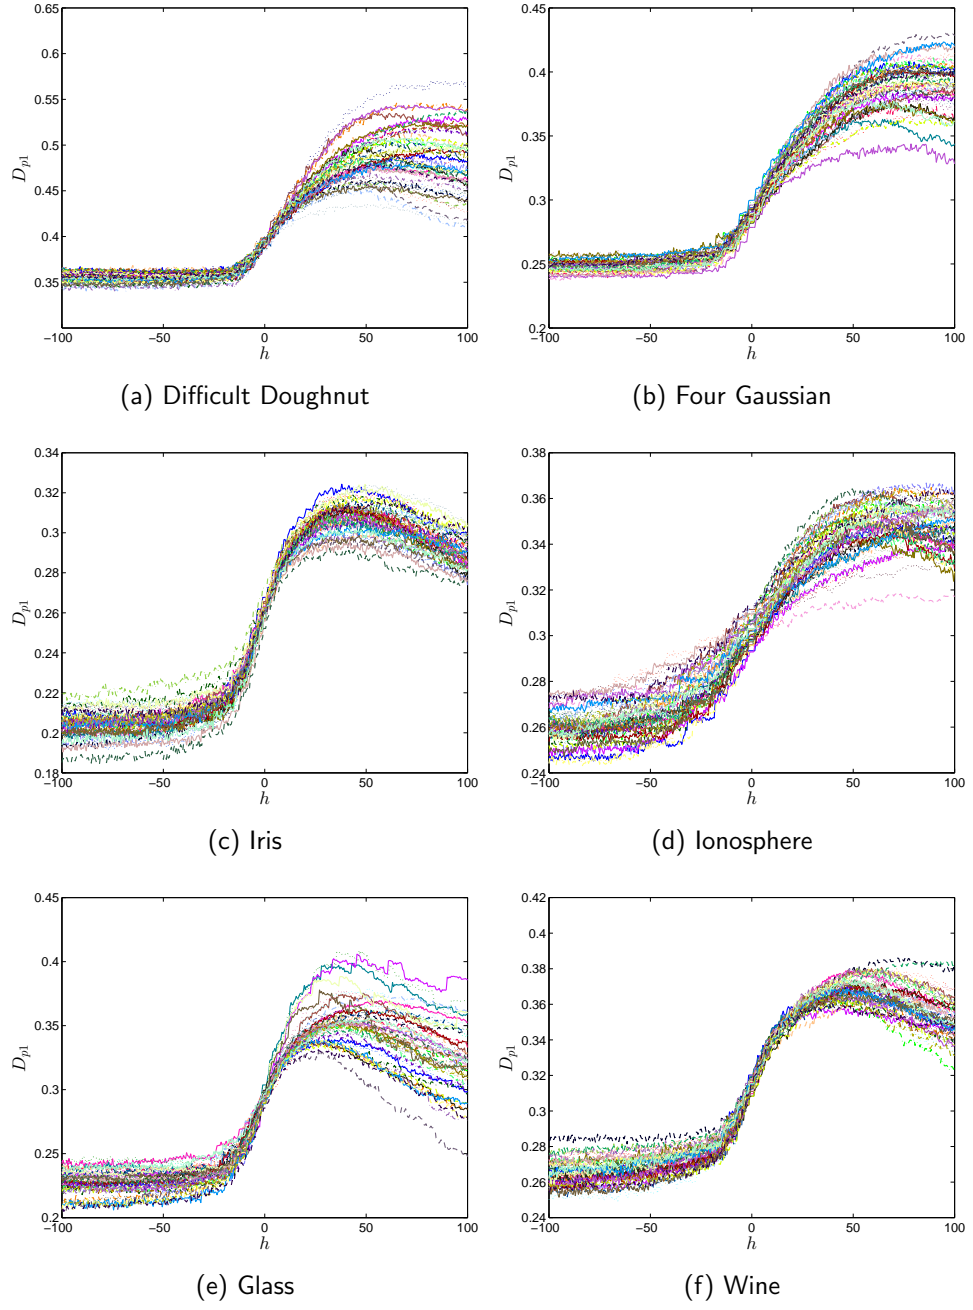 0.65
0.6
0.55
0.5
0.45
0.4
0.35
D_{p1}
−100 −50 0 50 100
h
(a) Difficult Doughnut
0.45
0.4
0.35
0.3
0.25
0.2
D_{p1}
−100 −50 0 50 100
h
(b) Four Gaussian
0.34
0.32
0.3
0.28
0.26
0.24
0.22
0.2
0.18
D_{p1}
−100 −50 0 50 100
h
(c) Iris
0.38
0.36
0.34
0.32
0.3
0.28
0.26
0.24
D_{p1}
−100 −50 0 50 100
h
(d) Ionosphere
0.45
0.4
0.35
0.3
0.25
0.2
D_{p1}
−100 −50 0 50 100
h
(e) Glass
0.42
0.4
0.38
0.36
0.34
0.32
0.3
0.28
0.26
0.24
D_{p1}
−100 −50 0 50 100
h
(f) Wine